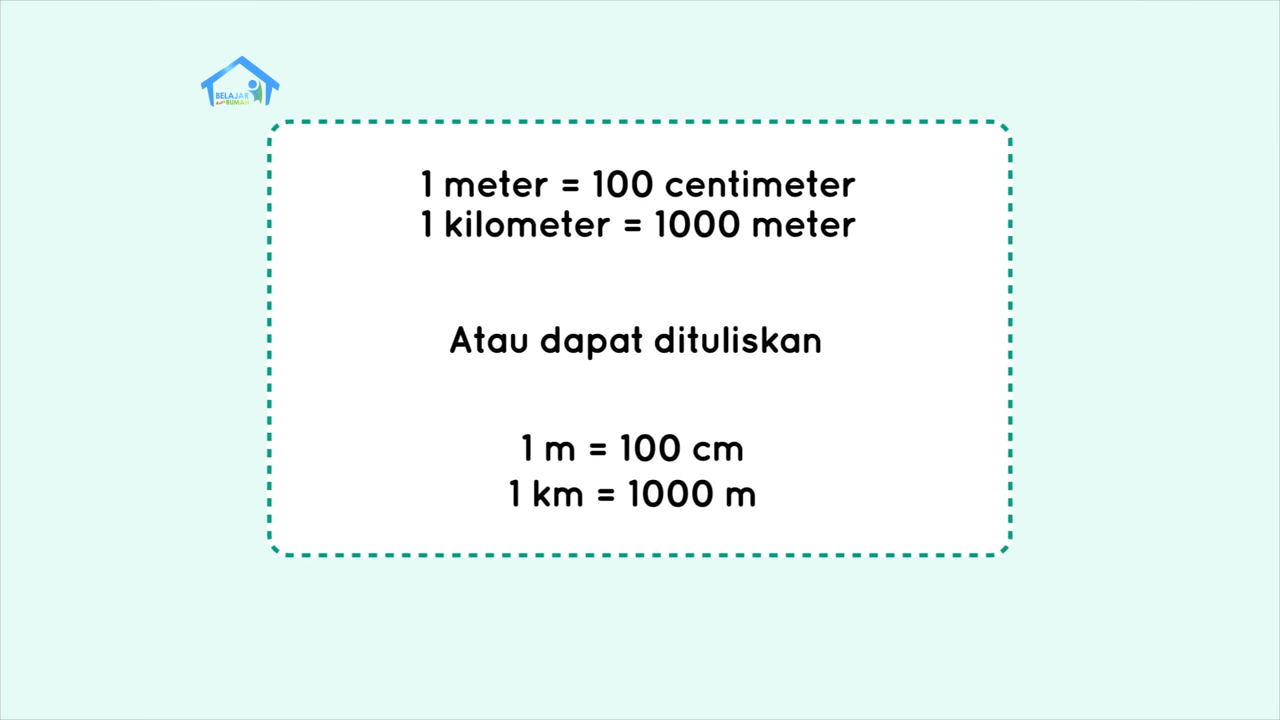 BELAJAR
dari RUMAH
1 meter = 100 centimeter
1 kilometer = 1000 meter
Atau dapat dituliskan
1 m = 100 cm
1 km = 1000 m